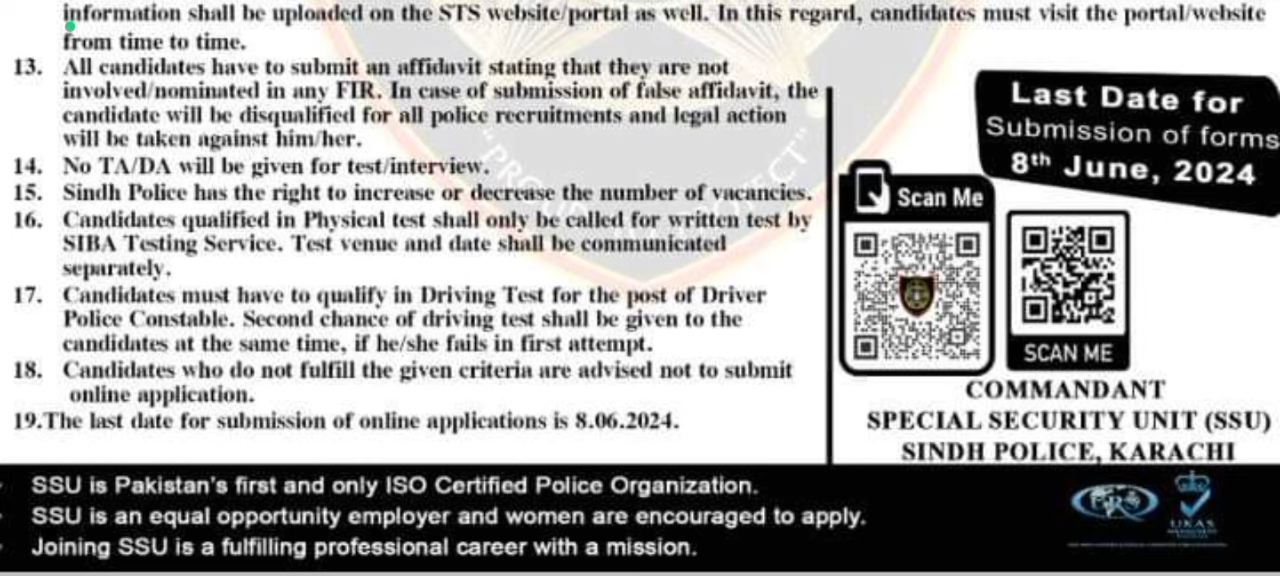 information shall be uploaded on the STS website/portal as well. In this regard, candidates must visit the portal/website
from time to time.
13. All candidates have to submit an affidavit stating that they are not
involved/nominated in any FIR. In case of submission of false affidavit, the
candidate will be disqualified for all police recruitments and legal action
will be taken against him/her.
14. No TA/DA will be given for test/interview.
15. Sindh Police has the right to increase or decrease the number of vacancies.
16. Candidates qualified in Physical test shall only be called for written test by
SIBA Testing Service. Test venue and date shall be communicated
separately.
17. Candidates must have to qualify in Driving Test for the post of Driver
Police Constable. Second chance of driving test shall be given to the
candidates at the same time, if he/she fails in first attempt.
18. Candidates who do not fulfill the given criteria are advised not to submit
online application.
19.The last date for submission of online applications is 8.06.2024.
Last Date for
Submission of forms
8th June, 2024
Scan Me
SCAN ME
COMMANDANT
SPECIAL SECURITY UNIT (SSU)
SINDH POLICE, KARACHI
SSU is Pakistan's first and only ISO Certified Police Organization.
SSU is an equal opportunity employer and women are encouraged to apply.
Joining SSU is a fulfilling professional career with a mission.
UKAS